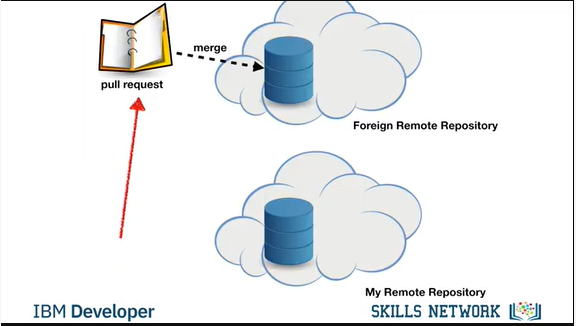 merge
pull request
Foreign Remote Repository
My Remote Repository
IBM Developer
SKILLS NETWORK